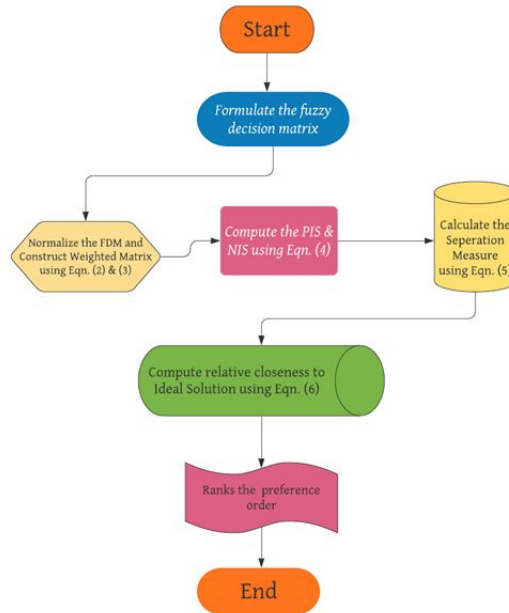 Start
Formulate the fuzzy
decision matrix
Normalize the FDM and
Construct Weighted Matrix
using Eqn. (2) & (3)
Compute the PIS &
NIS using Eqn. (4)
Calculate the
Seperation
Measure
using Eqn. (5)
Compute relative closeness to
Ideal Solution using Eqn. (6)
Ranks the preference
order
End